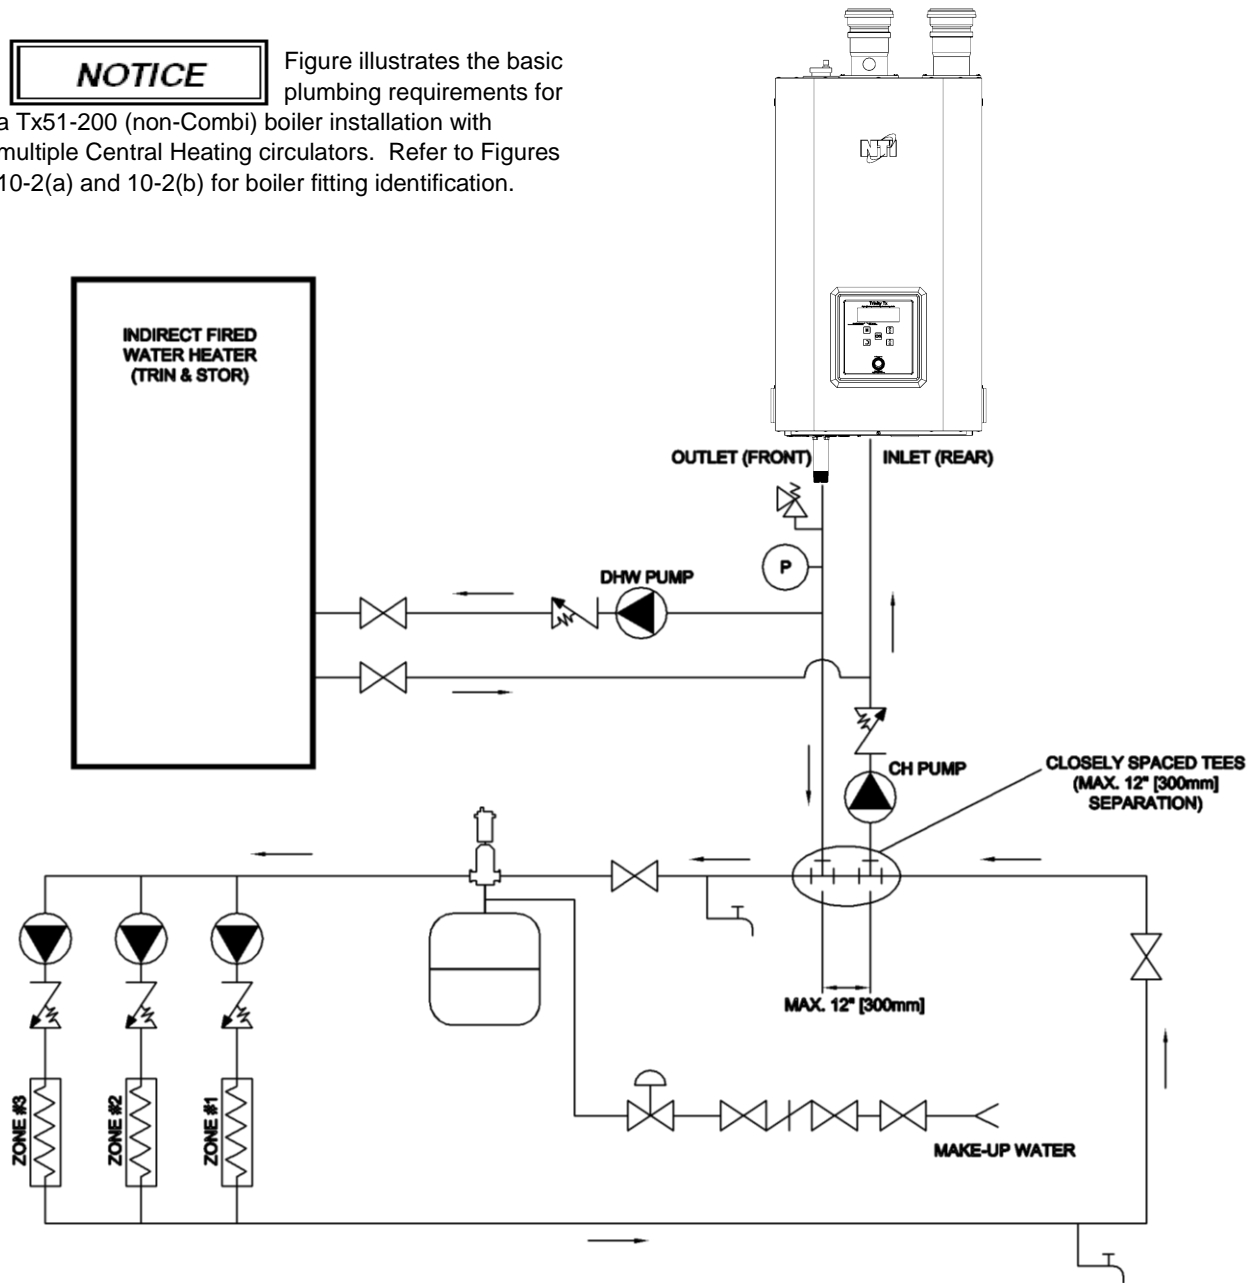 NOTICE
Figure illustrates the basic
plumbing requirements for
a Tx51-200 (non-Combi) boiler installation with
multiple Central Heating circulators.  Refer to Figures
10-2(a) and 10-2(b) for boiler fitting identification.
NTI
Trinity Tx
INDIRECT FIRED
WATER HEATER
(TRIN & STOR)
OUTLET (FRONT)
INLET (REAR)
P
DHW PUMP
CH PUMP
CLOSELY SPACED TEES
(MAX. 12" [300mm]
SEPARATION)
MAX. 12" [300mm]
ZONE #3
ZONE #2
ZONE #1
MAKE-UP WATER